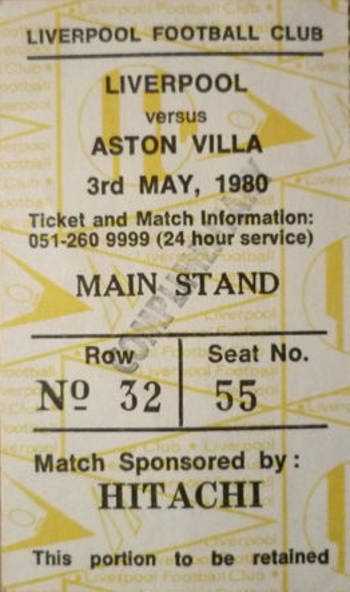 LIVERPOOL FOOTBALL CLUB
LIVERPOOL
versus
ASTON VILLA
3rd MAY, 1980
Ticket and Match Information:
051-260 9999 (24 hour service)
MAIN STAND
COMPLIMENTARY
Row Seat No.
Nº 32 55
Match Sponsored by:
HITACHI
This portion to be retained